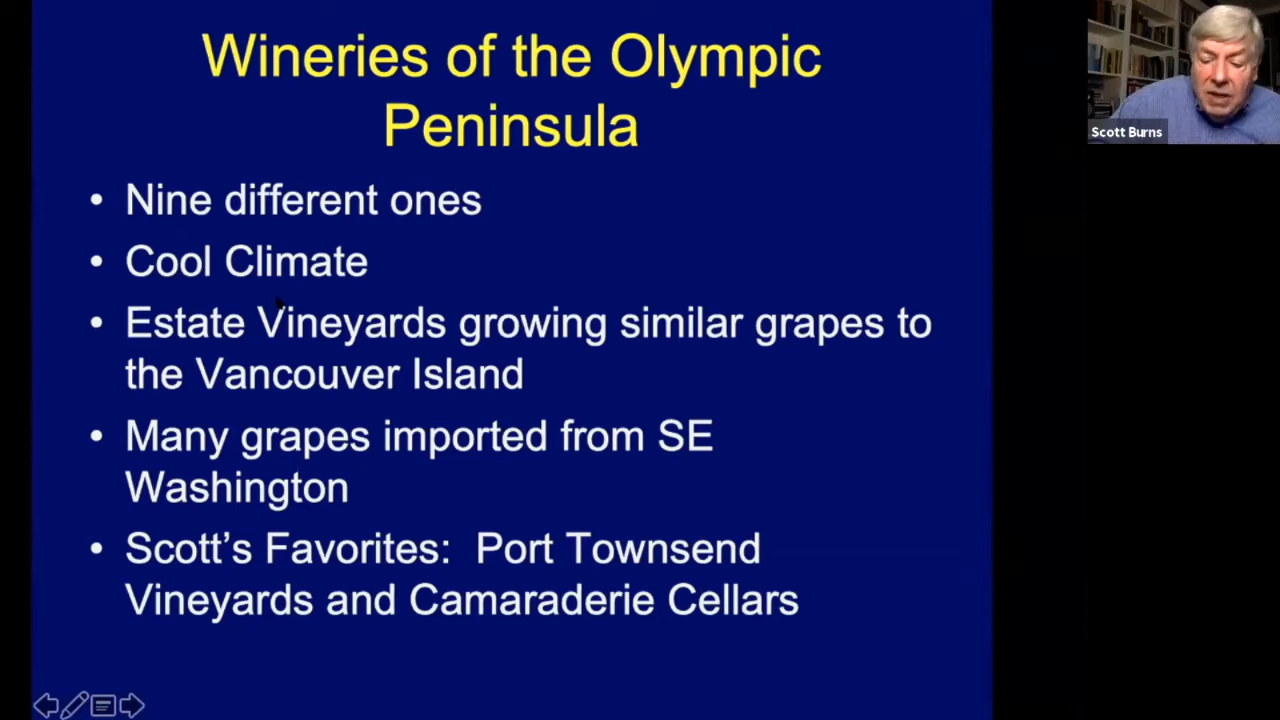 Wineries of the Olympic
Peninsula
• Nine different ones
• Cool Climate
• Estate Vineyards growing similar grapes to
the Vancouver Island
• Many grapes imported from SE
Washington
• Scott’s Favorites:  Port Townsend
Vineyards and Camaraderie Cellars
Scott Burns